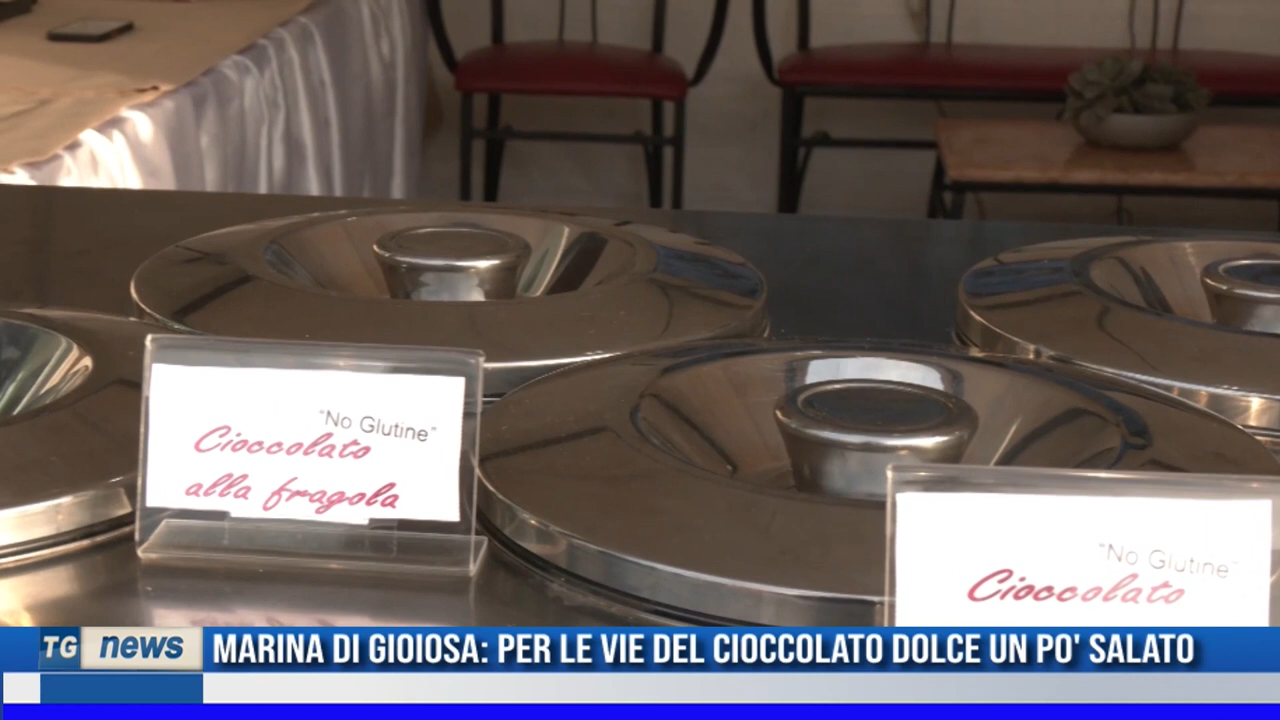 "No Glutine"
Cioccolato
alla fragola
"No Glutine"
Cioccolato
TG news
MARINA DI GIOIOSA: PER LE VIE DEL CIOCCOLATO DOLCE UN PO' SALATO